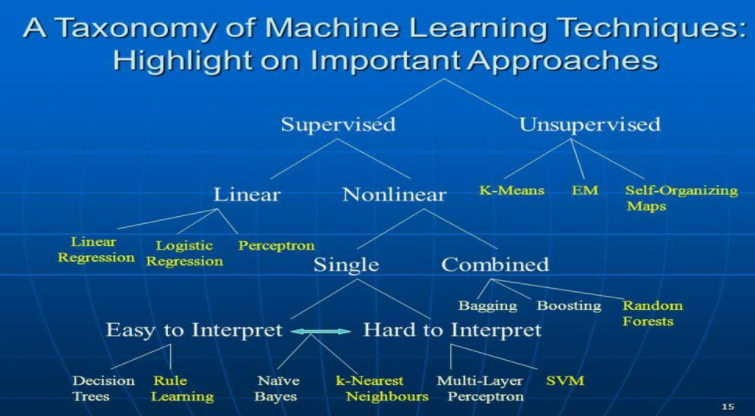 A Taxonomy of Machine Learning Techniques:
Highlight on Important Approaches
Supervised
Unsupervised
Linear
Nonlinear
K-Means
EM
Self-Organizing
Maps
Linear
Regression
Logistic
Regression
Perceptron
Single
Combined
Bagging
Boosting
Random
Forests
Easy to Interpret
Hard to Interpret
Decision
Trees
Rule
Learning
Naïve
Bayes
k-Nearest
Neighbours
Multi-Layer
Perceptron
SVM
15